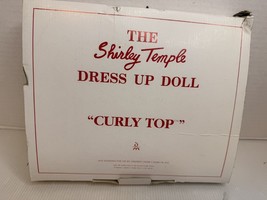 THE
Shirley Temple
DRESS UP DOLL
"CURLY TOP"